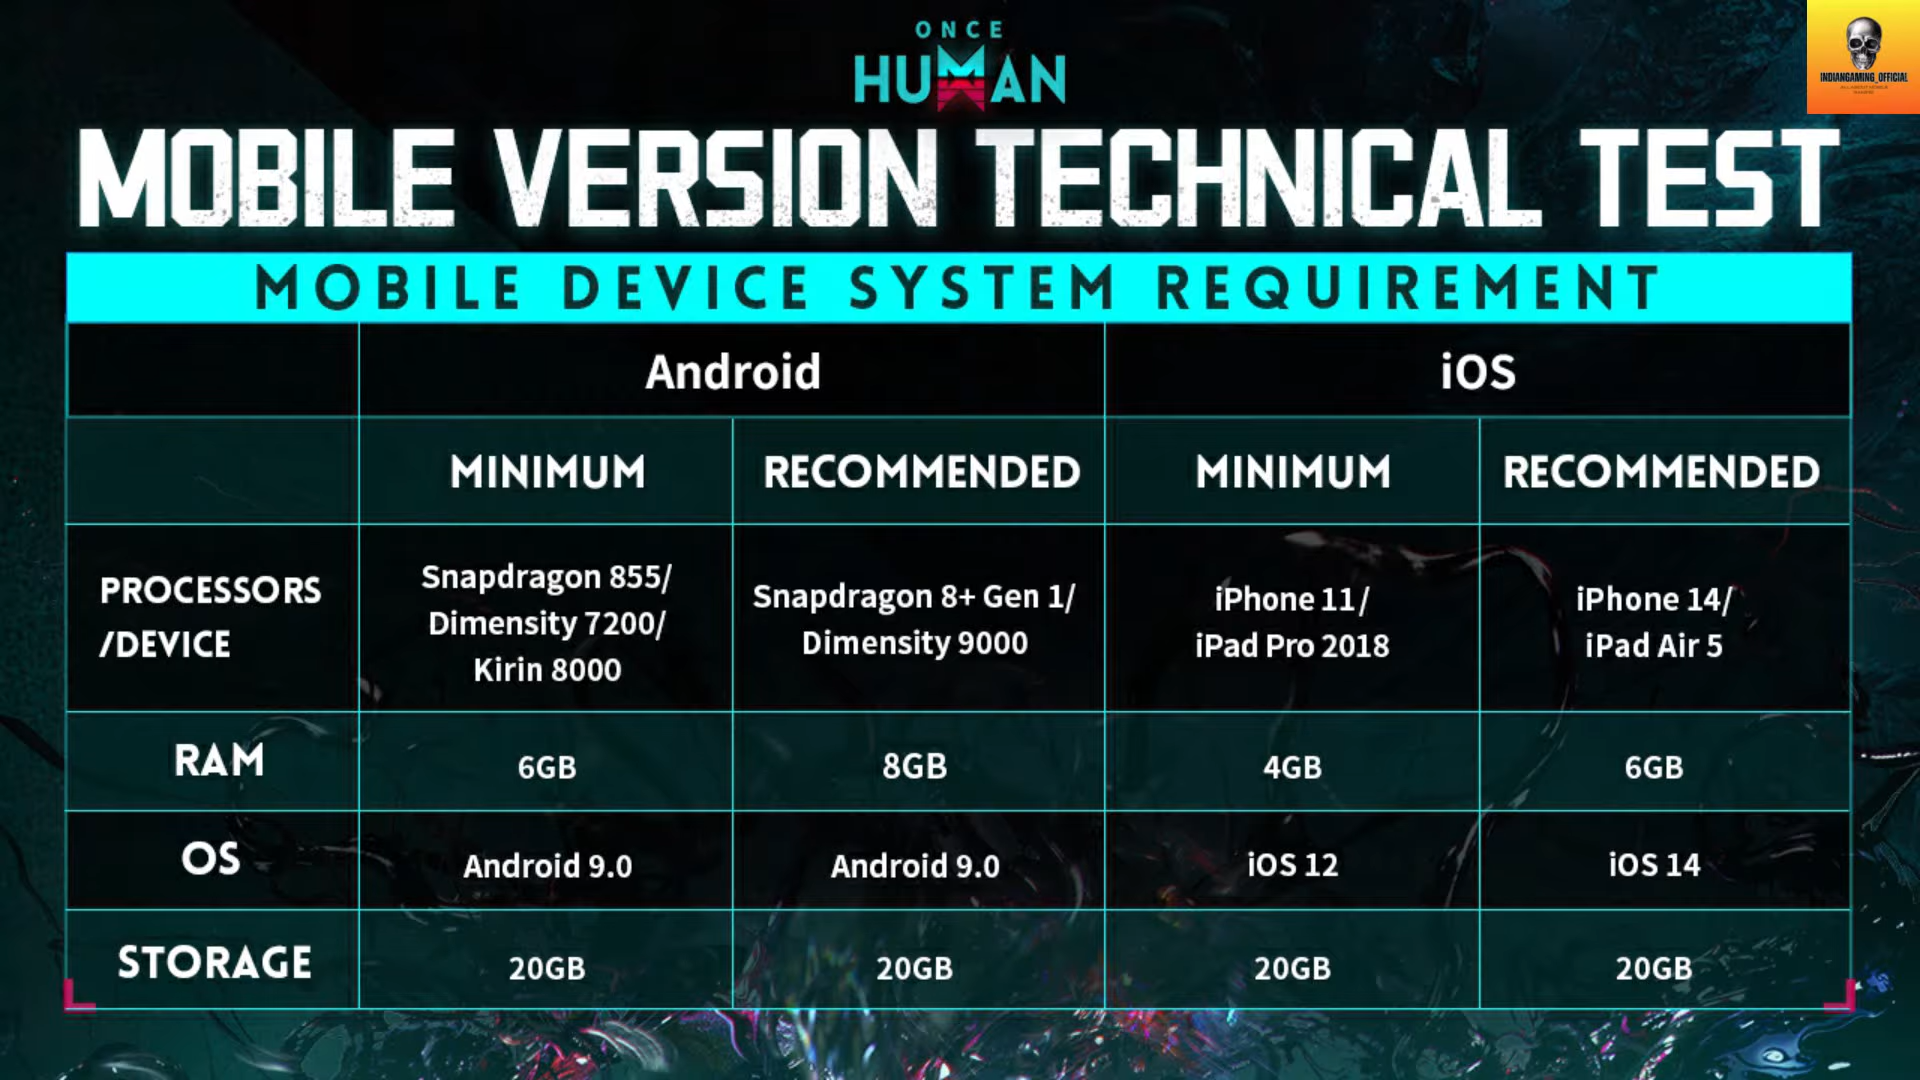 ONCE
HUMAN
INDIANGAMING_OFFICIAL
MOBILE VERSION TECHNICAL TEST
MOBILE DEVICE SYSTEM REQUIREMENT
Android
iOS
MINIMUM
RECOMMENDED
MINIMUM
RECOMMENDED
PROCESSORS
/DEVICE
Snapdragon 855/
Dimensity 7200/
Kirin 8000
Snapdragon 8+ Gen 1/
Dimensity 9000
iPhone 11/
iPad Pro 2018
iPhone 14/
iPad Air 5
RAM
6GB
8GB
4GB
6GB
OS
Android 9.0
Android 9.0
iOS 12
iOS 14
STORAGE
20GB
20GB
20GB
20GB